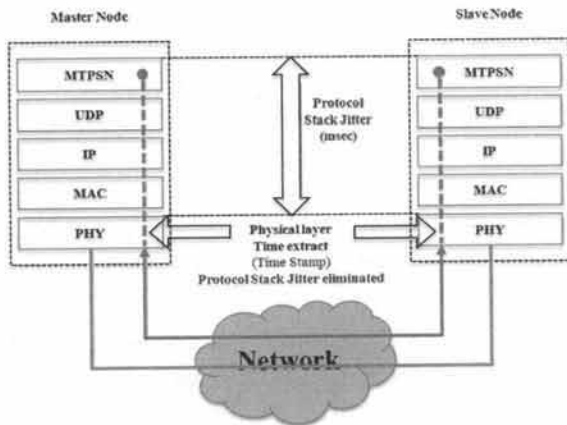 Master Node
Slave Node
MTPSN
UDP
IP
MAC
PHY
Protocol
Stack Jitter
(msec)
MTPSN
UDP
IP
MAC
PHY
Physical layer
Time extract
(Time Stamp)
Protocol Stack Jitter eliminated
Network